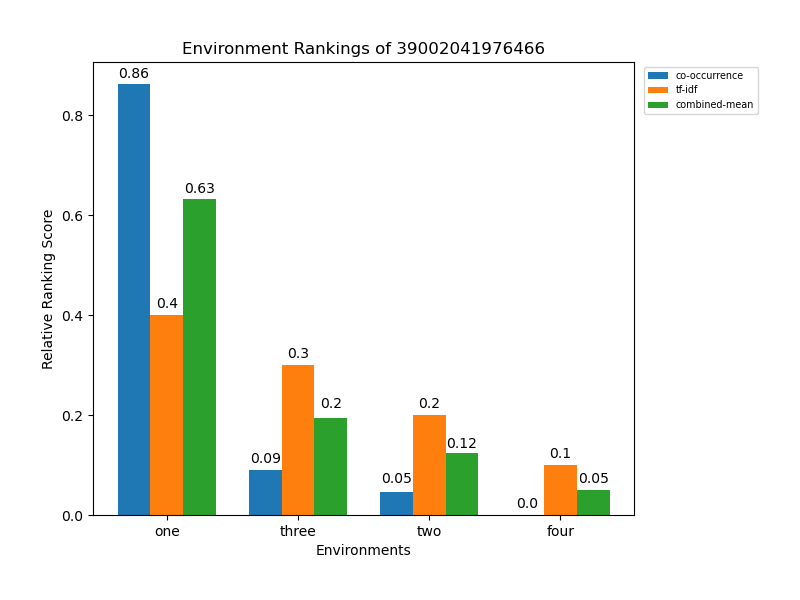 Environment Rankings of 39002041976466
co-occurrence
tf-idf
combined-mean
Relative Ranking Score
0.8
0.6
0.4
0.2
0.0
0.86
0.4
0.63
0.09
0.3
0.2
0.05
0.2
0.12
0.0
0.1
0.05
one three two four
Environments